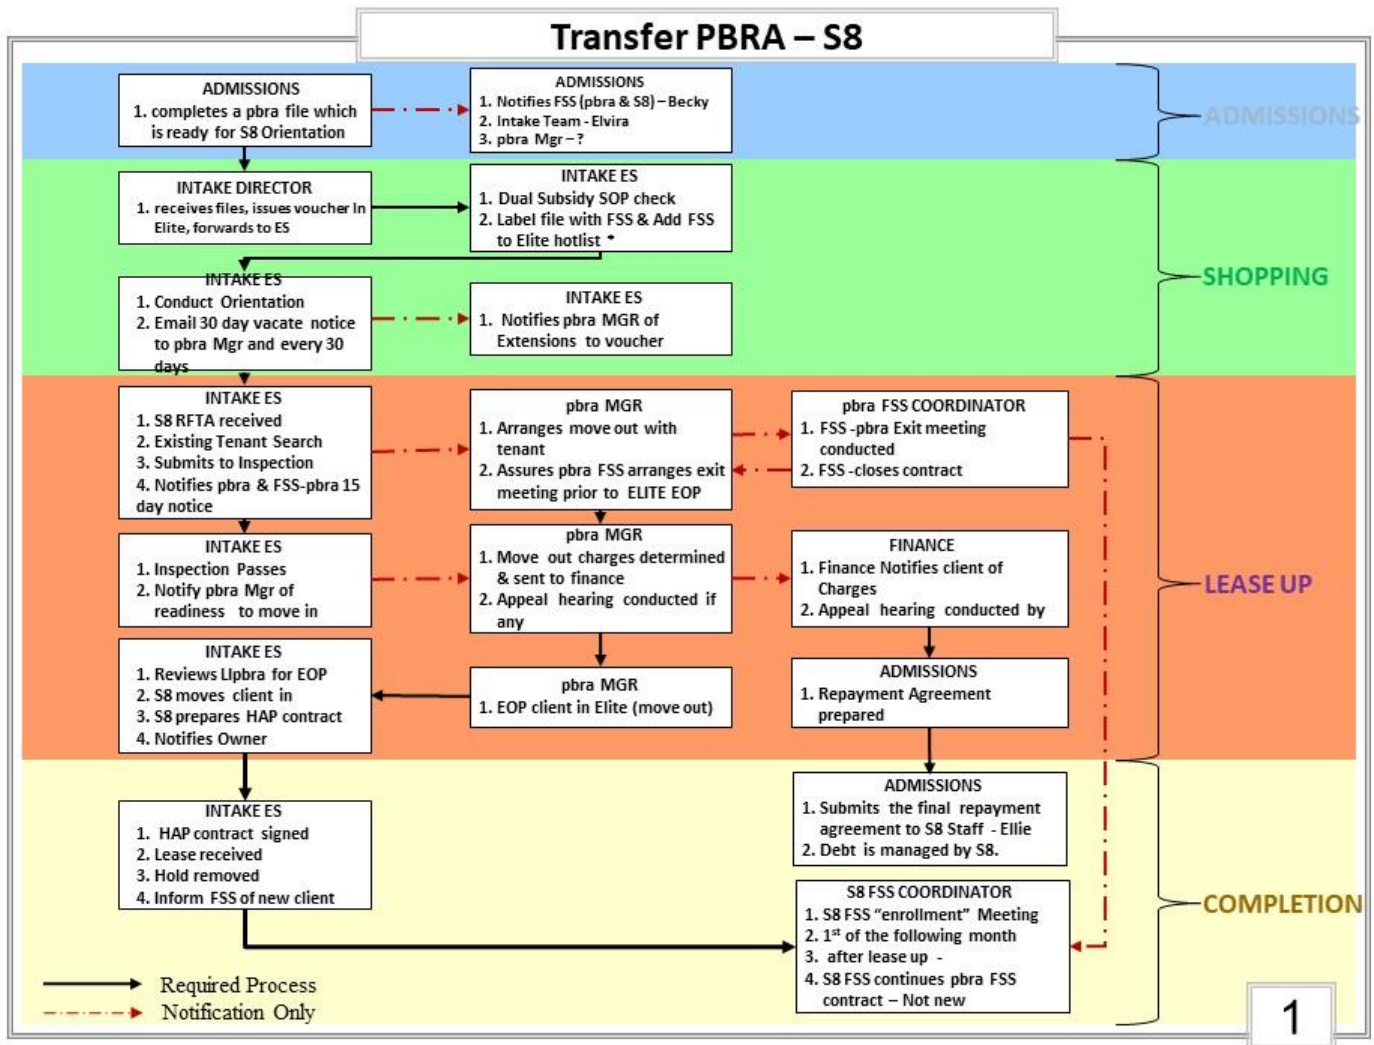 Transfer PBRA – S8
ADMISSIONS
1. completes a pbra file which
is ready for S8 Orientation
ADMISSIONS
1. Notifies FSS (pbra & S8) – Becky
2. Intake Team - Elvira
3. pbra Mgr – ?
ADMISSIONS
INTAKE DIRECTOR
1. receives files, issues voucher In
Elite, forwards to ES
INTAKE ES
1. Dual Subsidy SOP check
2. Label file with FSS & Add FSS
to Elite hotlist *
INTAKE ES
1. Conduct Orientation
2. Email 30 day vacate notice
to pbra Mgr and every 30
days
INTAKE ES
1. Notifies pbra MGR of
Extensions to voucher
SHOPPING
INTAKE ES
1. S8 RFTA received
2. Existing Tenant Search
3. Submits to Inspection
4. Notifies pbra & FSS-pbra 15
day notice
pbra MGR
1. Arranges move out with
tenant
2. Assures pbra FSS arranges exit
meeting prior to ELITE EOP
pbra FSS COORDINATOR
1. FSS -pbra Exit meeting
conducted
2. FSS -closes contract
INTAKE ES
1. Inspection Passes
2. Notify pbra Mgr of
readiness to move in
pbra MGR
1. Move out charges determined
& sent to finance
2. Appeal hearing conducted if
any
FINANCE
1. Finance Notifies client of
Charges
2. Appeal hearing conducted by
LEASE UP
INTAKE ES
1. Reviews LIpbra for EOP
2. S8 moves client in
3. S8 prepares HAP contract
4. Notifies Owner
pbra MGR
1. EOP client in Elite (move out)
ADMISSIONS
1. Repayment Agreement
prepared
INTAKE ES
1. HAP contract signed
2. Lease received
3. Hold removed
4. Inform FSS of new client
ADMISSIONS
1. Submits the final repayment
agreement to S8 Staff - Ellie
2. Debt is managed by S8.
S8 FSS COORDINATOR
1. S8 FSS “enrollment” Meeting
2. 1st of the following month
3. after lease up -
4. S8 FSS continues pbra FSS
contract – Not new
COMPLETION
Required Process
Notification Only
1